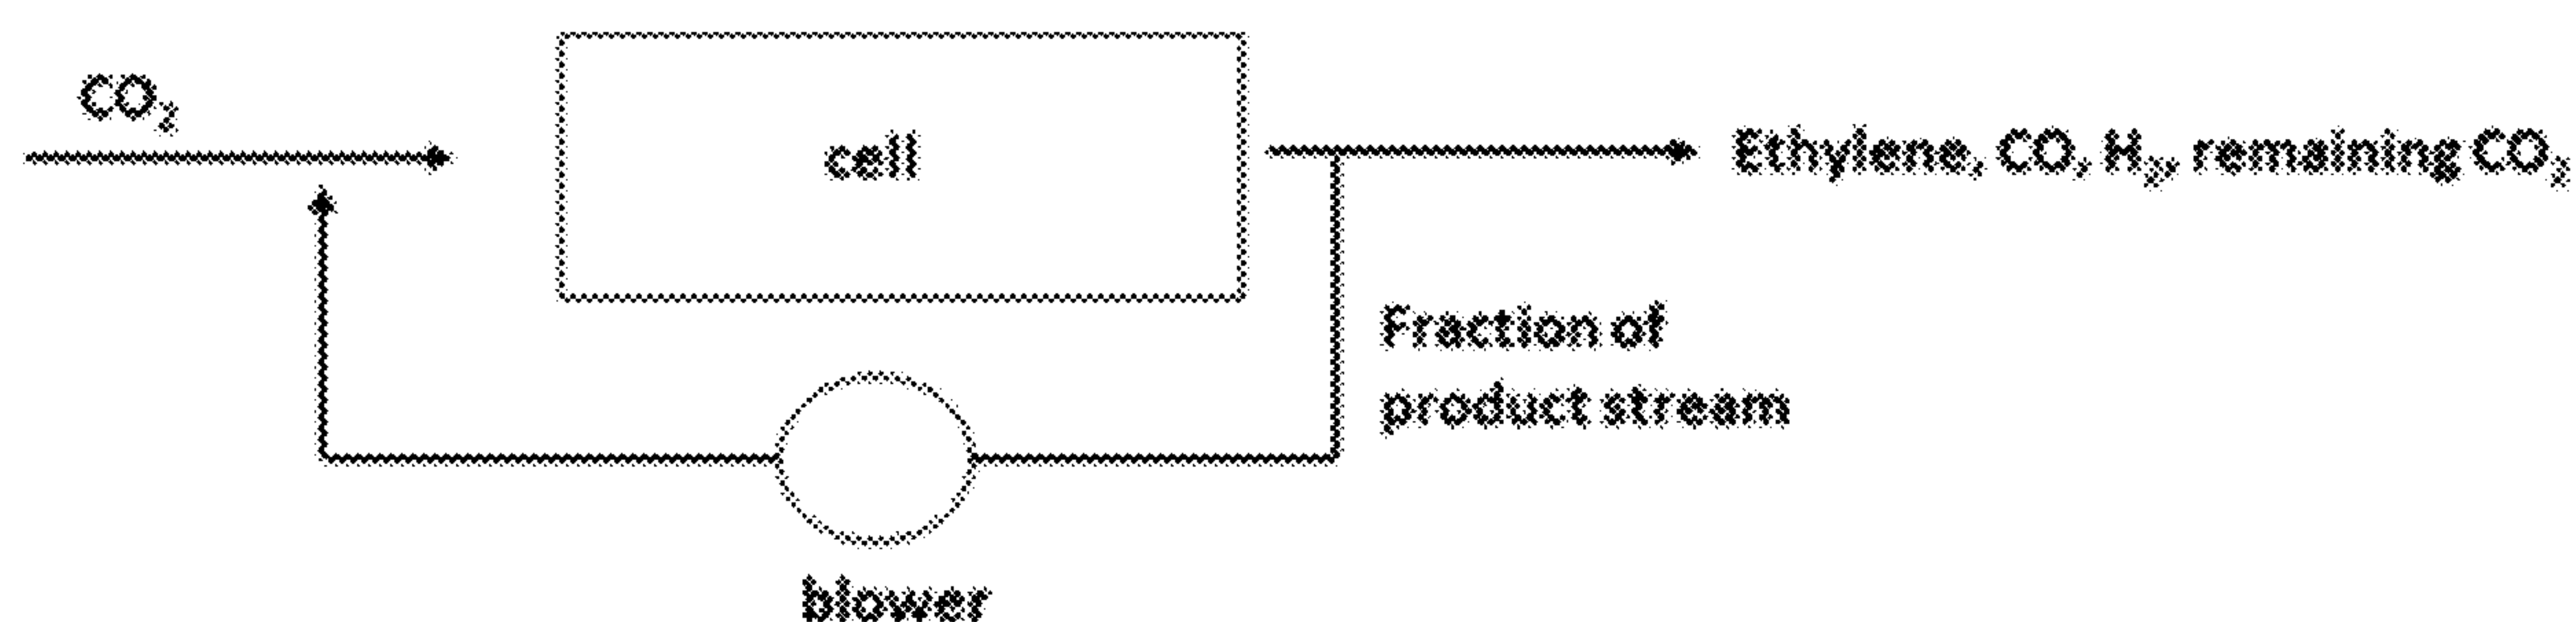 CO₂
cell
Ethylene, CO, H₂, remaining CO₂
Fraction of
product stream
blower